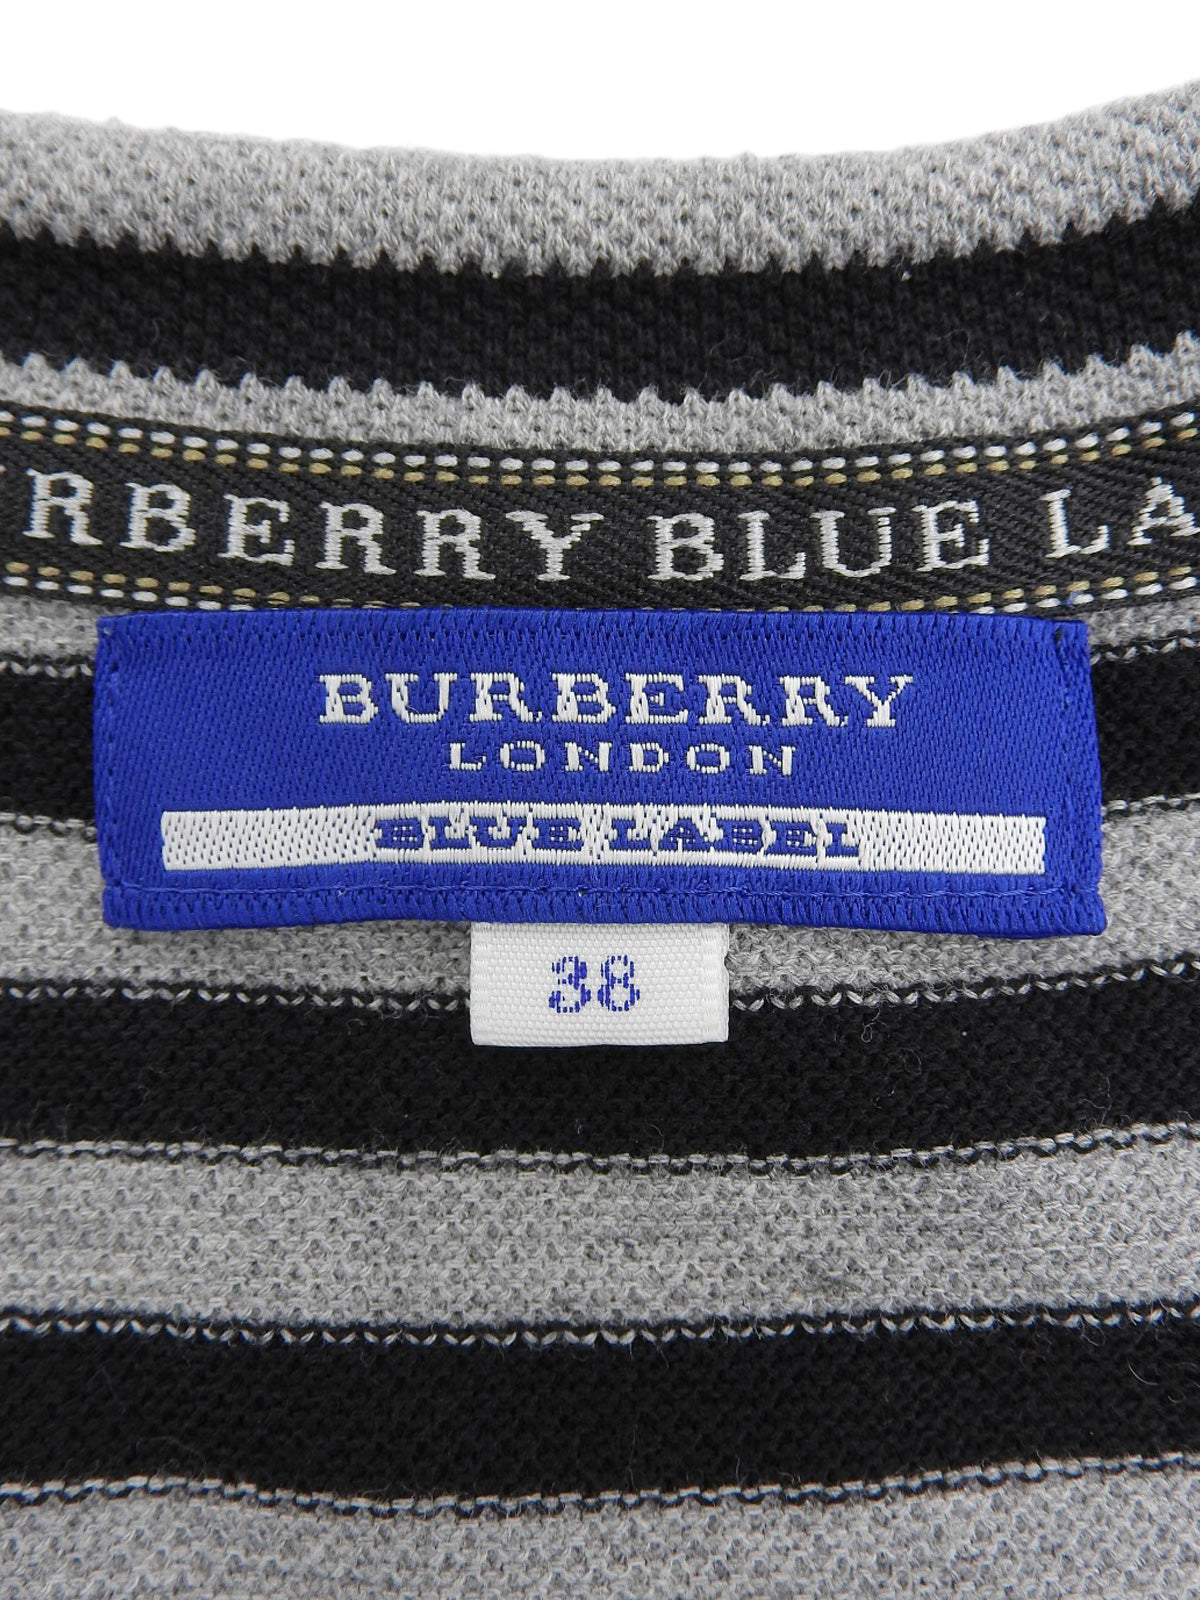 RBERRY BLUE LA
BURBERRY
LONDON
BLUE LABEL
38